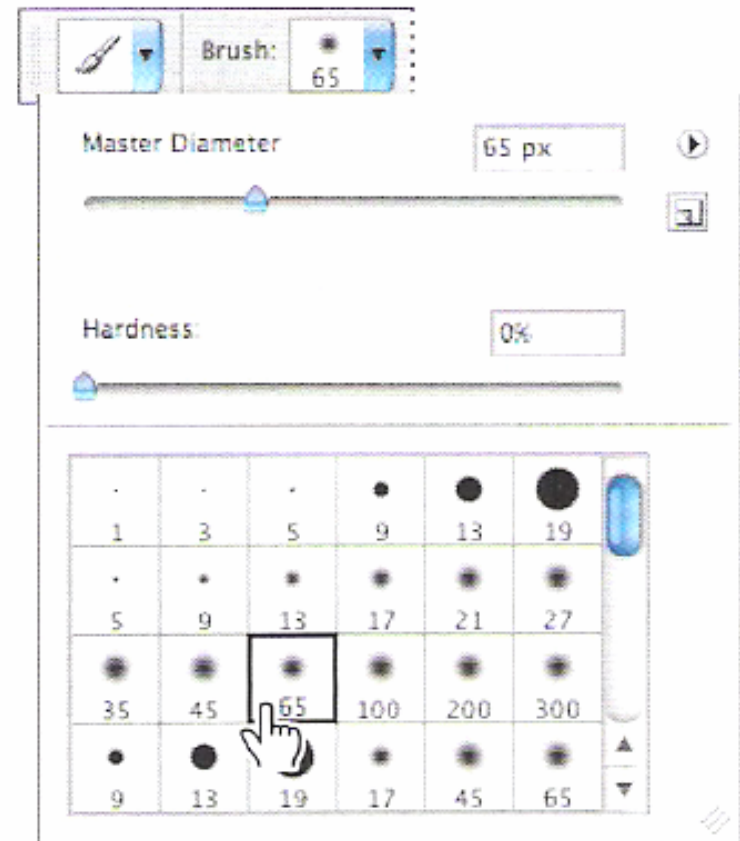 Brush:
65
Master Diameter
65 px
Hardness:
0%
1 3 5 9 13 19
5 9 13 17 21 27
35 45 65 100 200 300
9 13 19 17 45 65